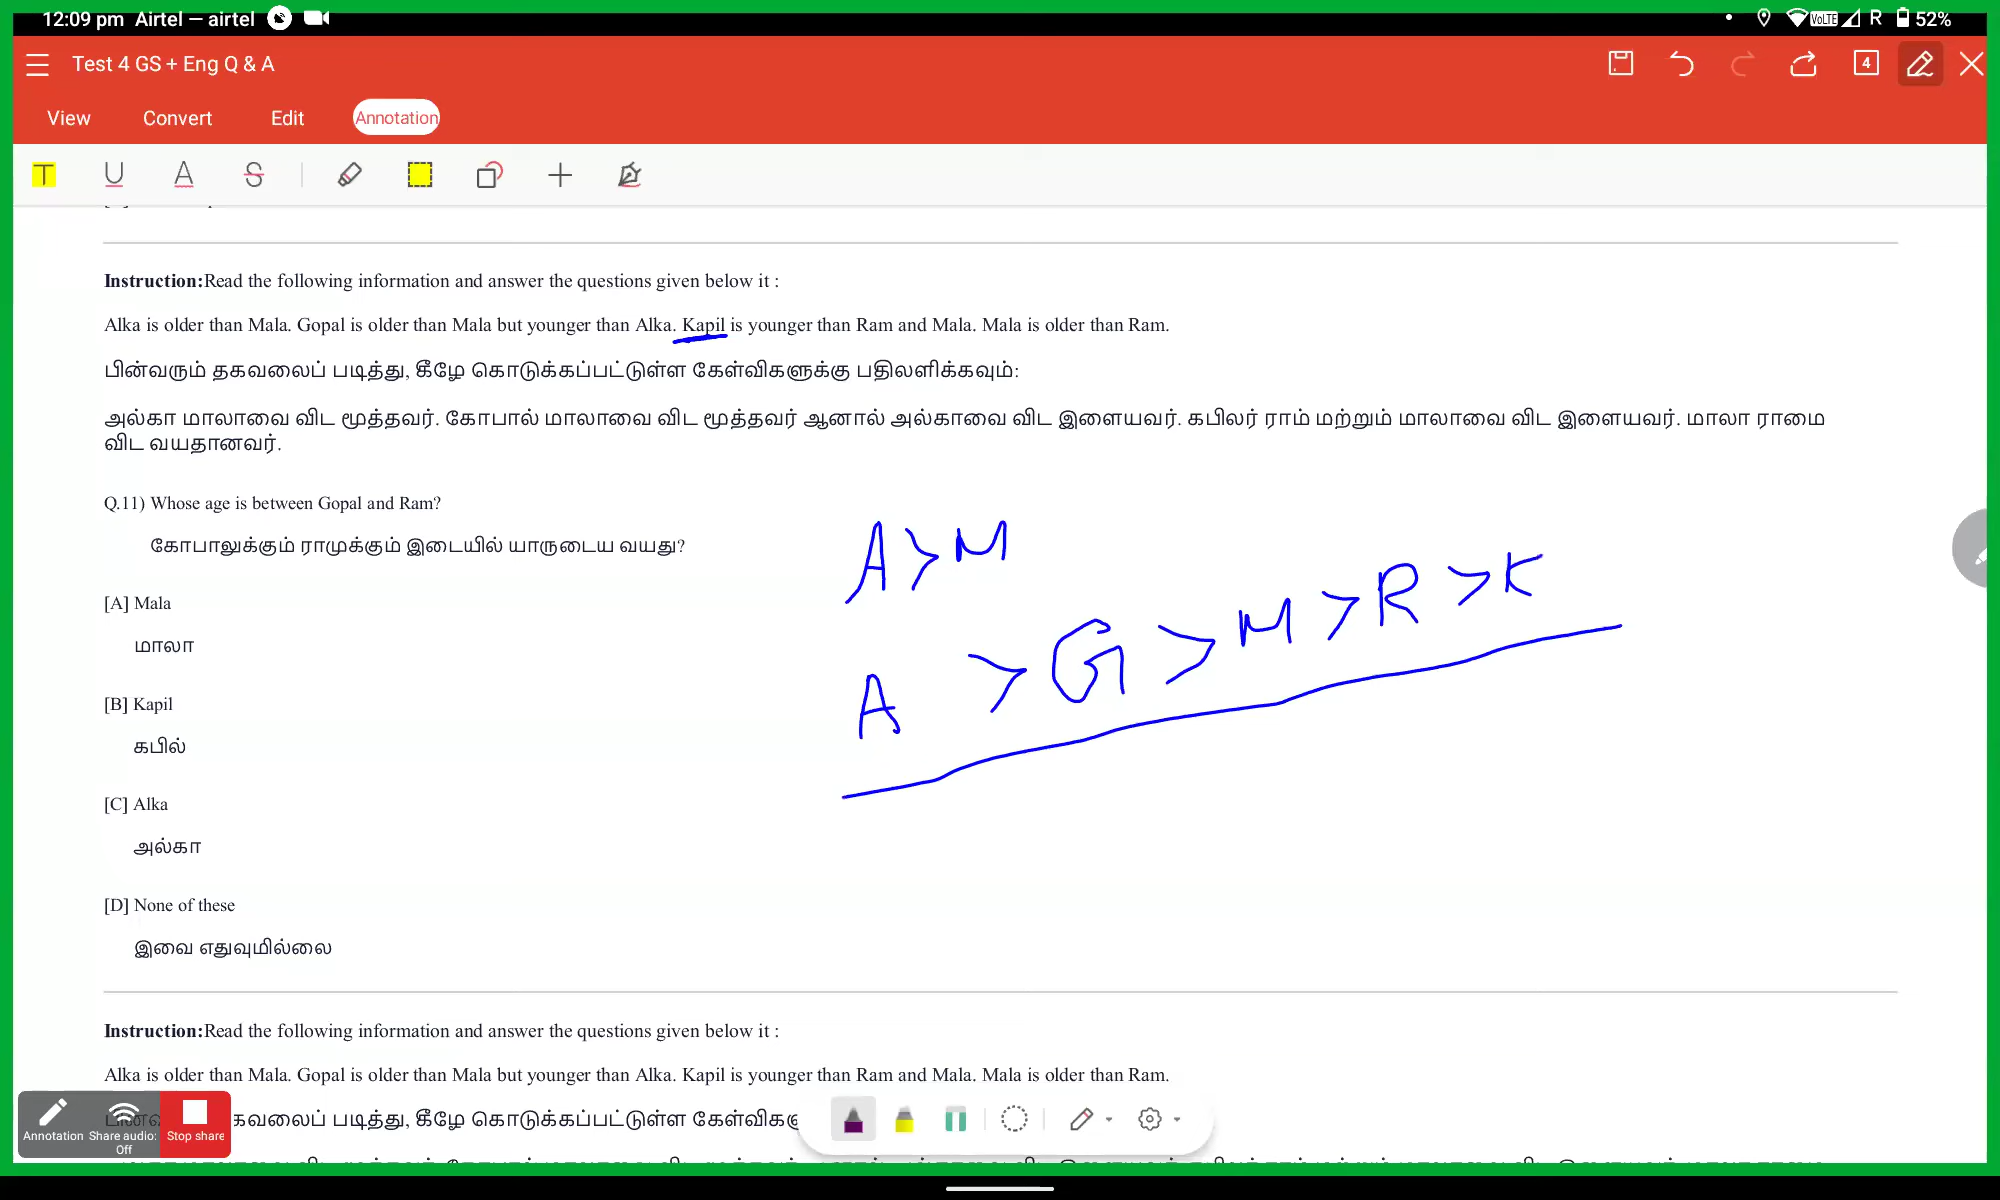 12:09 pm Airtel — airtel
VoLTE R 52%
Test 4 GS + Eng Q & A
4
View Convert Edit Annotation
T U A S
Instruction:Read the following information and answer the questions given below it :
Alka is older than Mala. Gopal is older than Mala but younger than Alka. Kapil is younger than Ram and Mala. Mala is older than Ram.
பின்வரும் தகவலைப் படித்து, கீழே கொடுக்கப்பட்டுள்ள கேள்விகளுக்கு பதிலளிக்கவும்:
அல்கா மாலாவை விட மூத்தவர். கோபால் மாலாவை விட மூத்தவர் ஆனால் அல்காவை விட இளையவர். கபிலர் ராம் மற்றும் மாலாவை விட இளையவர். மாலா ராமை
விட வயதானவர்.
Q.11) Whose age is between Gopal and Ram?
கோபாலுக்கும் ராமுக்கும் இடையில் யாருடைய வயது?
A > M
A > G > M > R > K
[A] Mala
மாலா
[B] Kapil
கபில்
[C] Alka
அல்கா
[D] None of these
இவை எதுவுமில்லை
Instruction:Read the following information and answer the questions given below it :
Alka is older than Mala. Gopal is older than Mala but younger than Alka. Kapil is younger than Ram and Mala. Mala is older than Ram.
படித்து, கீழே கொடுக்கப்பட்டுள்ள
Annotation Share audio: Off Stop share